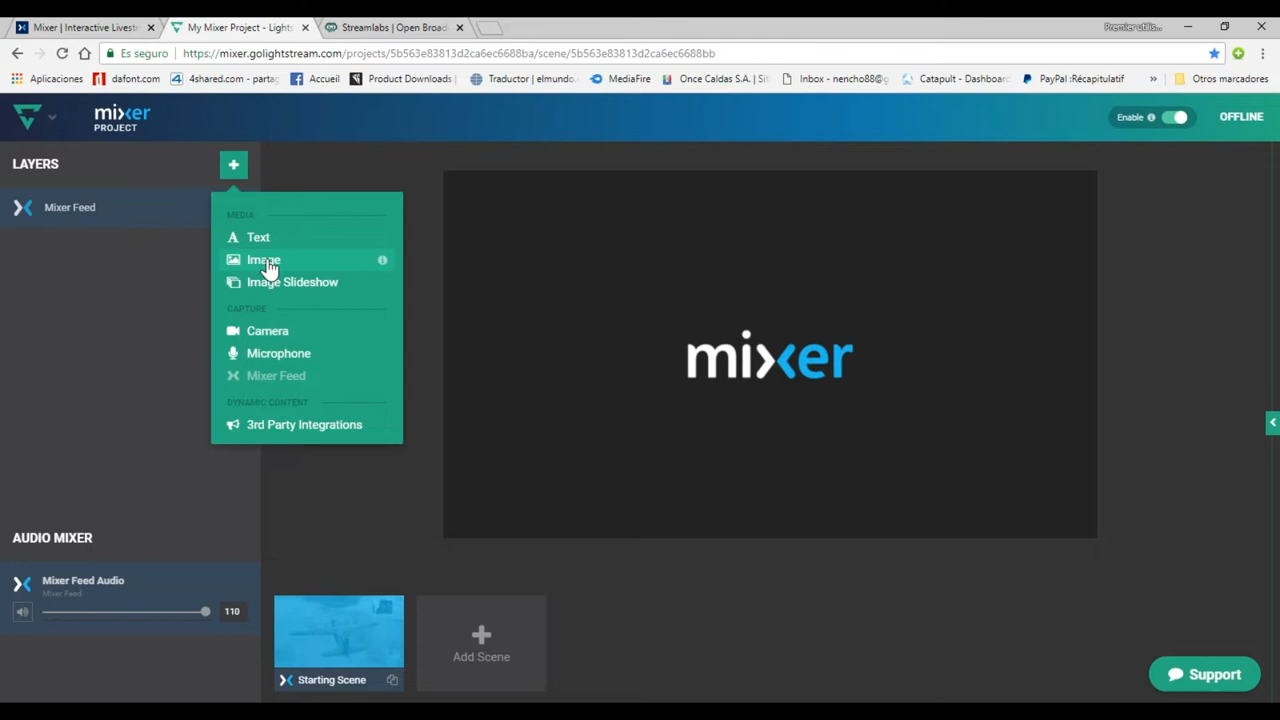 Mixer | Interactive Livestr
My Mixer Project - Lights
Streamlabs | Open Broad
Premier utilis...
Es seguro
https://mixer.golightstream.com/projects/5b563e83813d2ca6ec6688ba/scene/5b563e83813d2ca6ec6688bb
Aplicaciones
dafont.com
4shared.com - partag
Accueil
Product Downloads |
Traductor | elmundo.
MediaFire
Once Caldas S.A. | Sit
Inbox - nencho88@g
Catapult - Dashboard
PayPal :Récapitulatif
»
Otros marcadores
mixer
PROJECT
Enable
OFFLINE
LAYERS
+
Mixer Feed
MEDIA
Text
Image
Image Slideshow
CAPTURE
Camera
Microphone
Mixer Feed
DYNAMIC CONTENT
3rd Party Integrations
mixer
AUDIO MIXER
Mixer Feed Audio
Mixer Feed
110
Starting Scene
Add Scene
Support